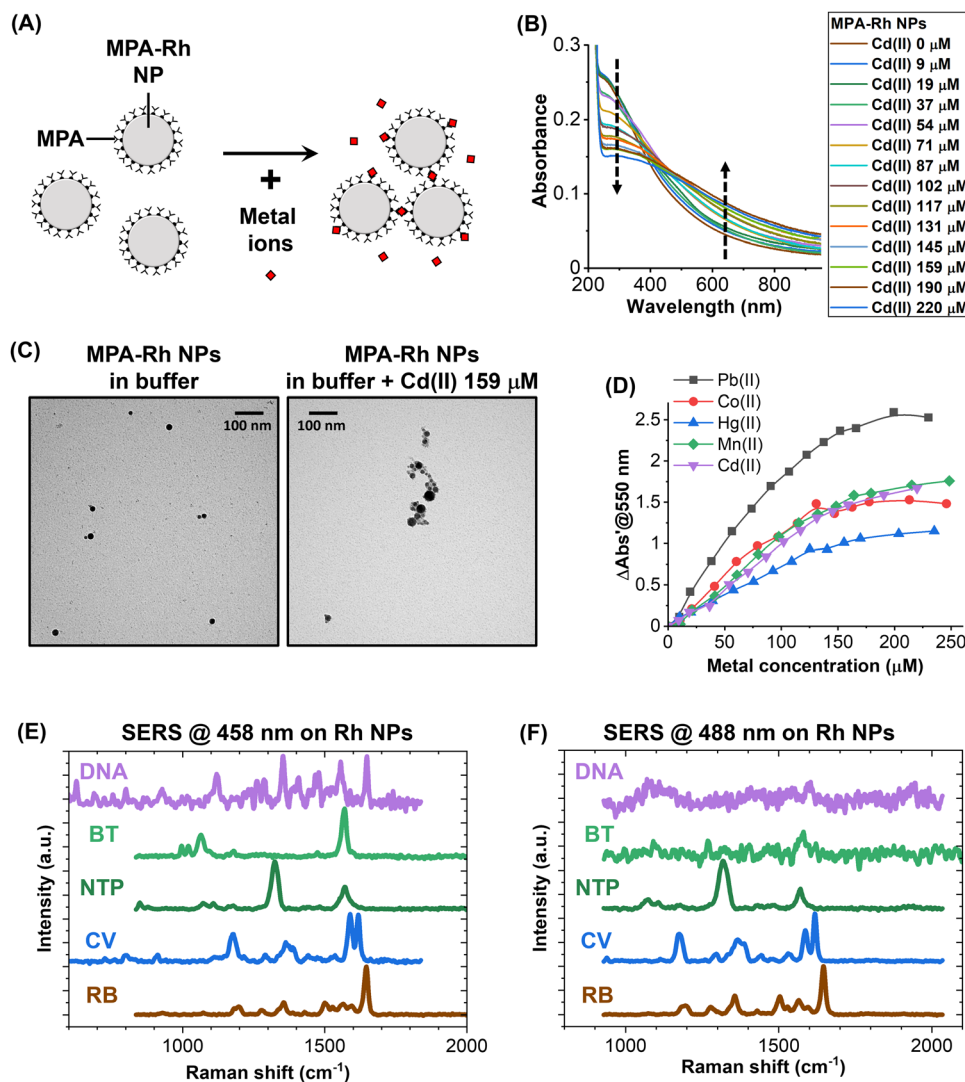 (A)
MPA-Rh
NP
MPA
+
Metal
ions
(B)
0.3
0.2
0.1
0
Absorbance
200
400
600
800
Wavelength (nm)
MPA-Rh NPs
Cd(II) 0 μM
Cd(II) 9 μM
Cd(II) 19 μM
Cd(II) 37 μM
Cd(II) 54 μM
Cd(II) 71 μM
Cd(II) 87 μM
Cd(II) 102 μM
Cd(II) 117 μM
Cd(II) 131 μM
Cd(II) 145 μM
Cd(II) 159 μM
Cd(II) 190 μM
Cd(II) 220 μM
(C)
MPA-Rh NPs
in buffer
100 nm
MPA-Rh NPs
in buffer + Cd(II) 159 μM
100 nm
(D)
Pb(II)
Co(II)
Hg(II)
Mn(II)
Cd(II)
2.5
2
1.5
1
0.5
0
ΔAbs'@550 nm
0
50
100
150
200
250
Metal concentration (μM)
(E)
SERS @ 458 nm on Rh NPs
DNA
BT
NTP
CV
RB
Intensity (a.u.)
1000
1500
2000
Raman shift (cm-1)
(F)
SERS @ 488 nm on Rh NPs
DNA
BT
NTP
CV
RB
Intensity (a.u.)
1000
1500
2000
Raman shift (cm-1)